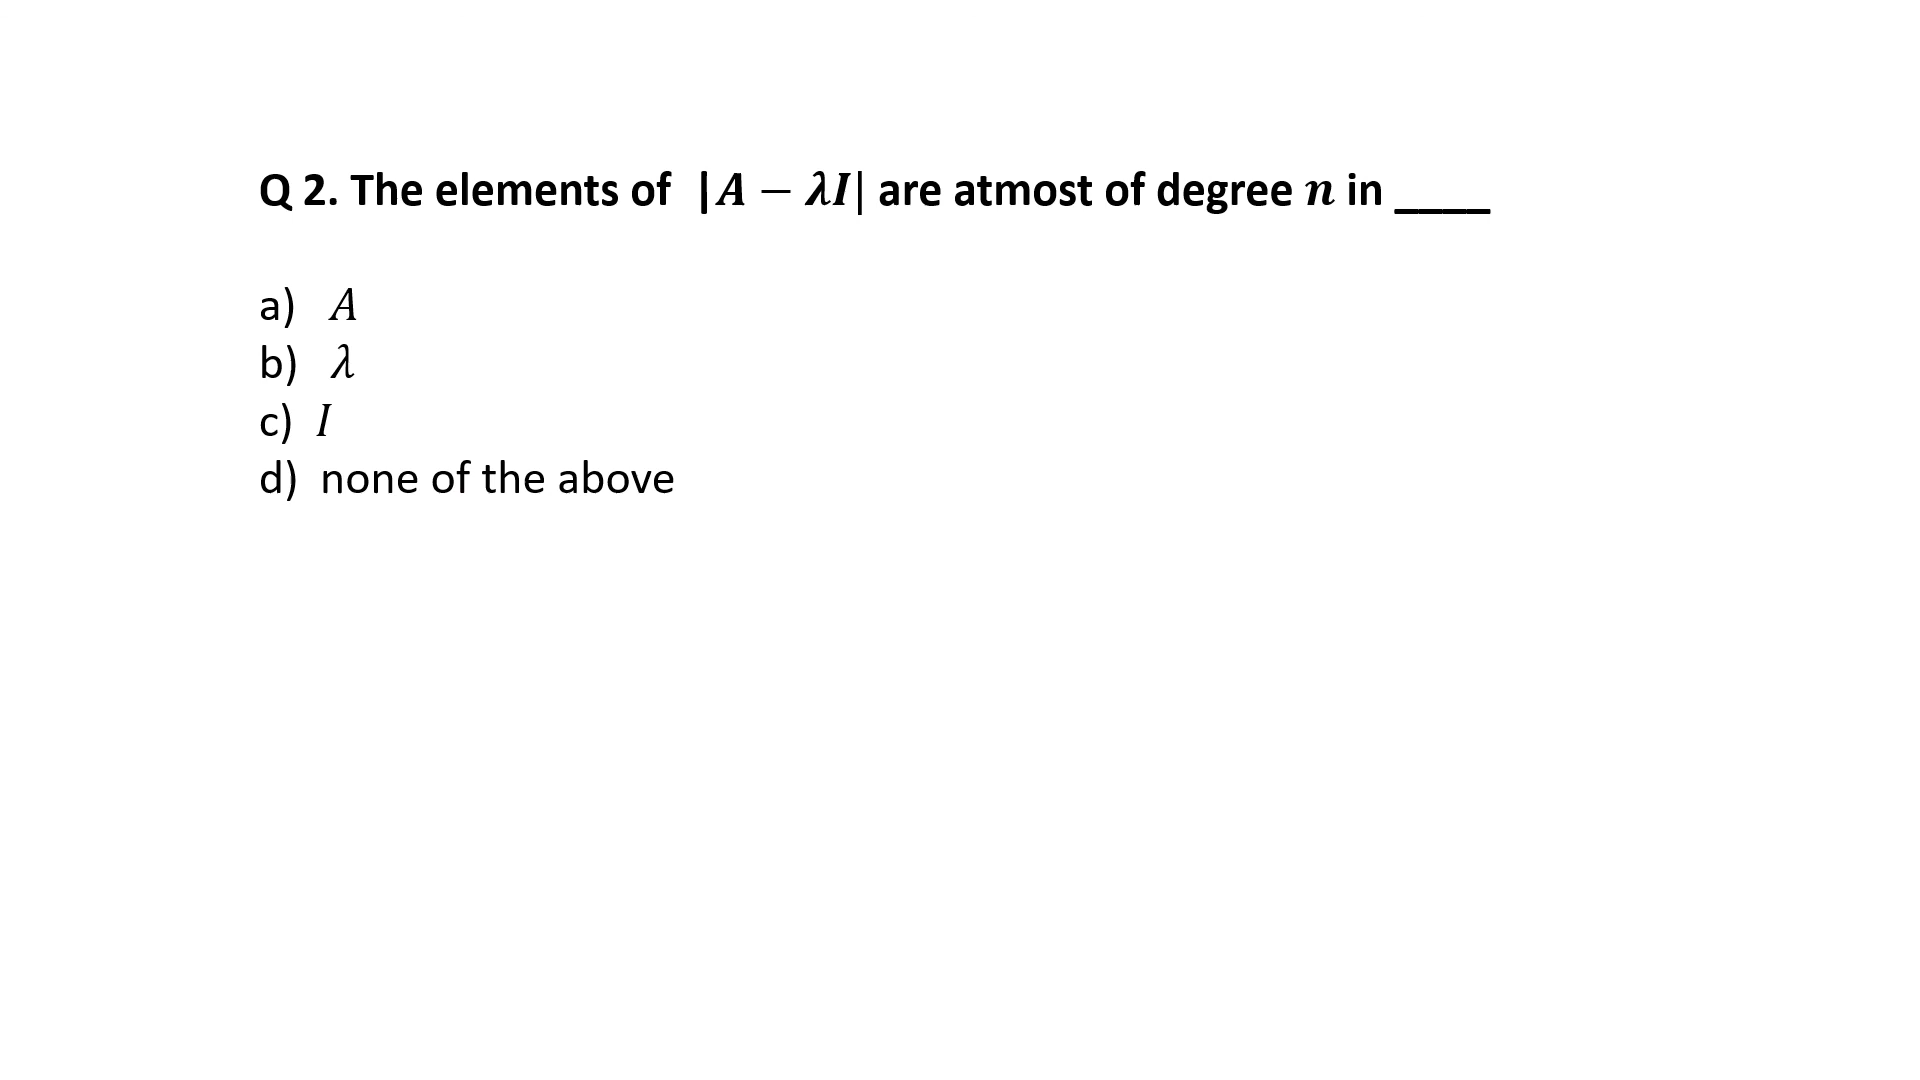 Q 2. The elements of |A − λI| are atmost of degree n in ____
a) A
b) λ
c) I
d) none of the above